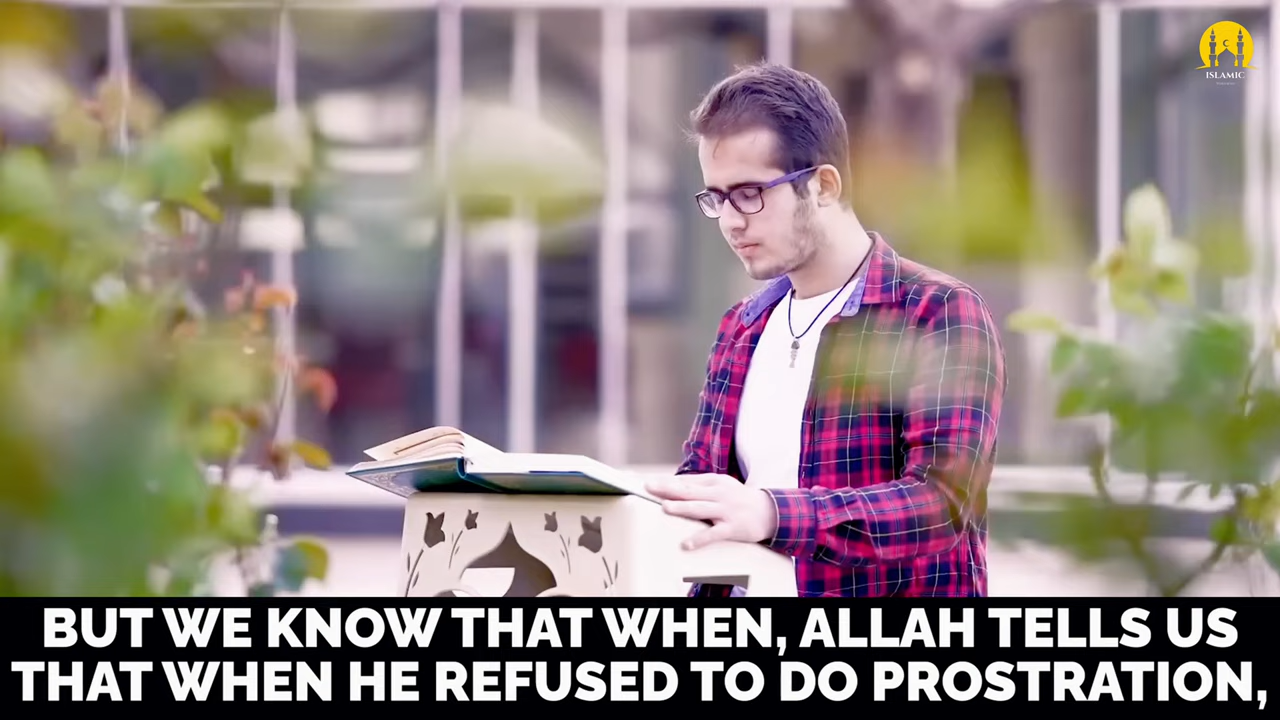 ISLAMIC
BUT WE KNOW THAT WHEN, ALLAH TELLS US
THAT WHEN HE REFUSED TO DO PROSTRATION,